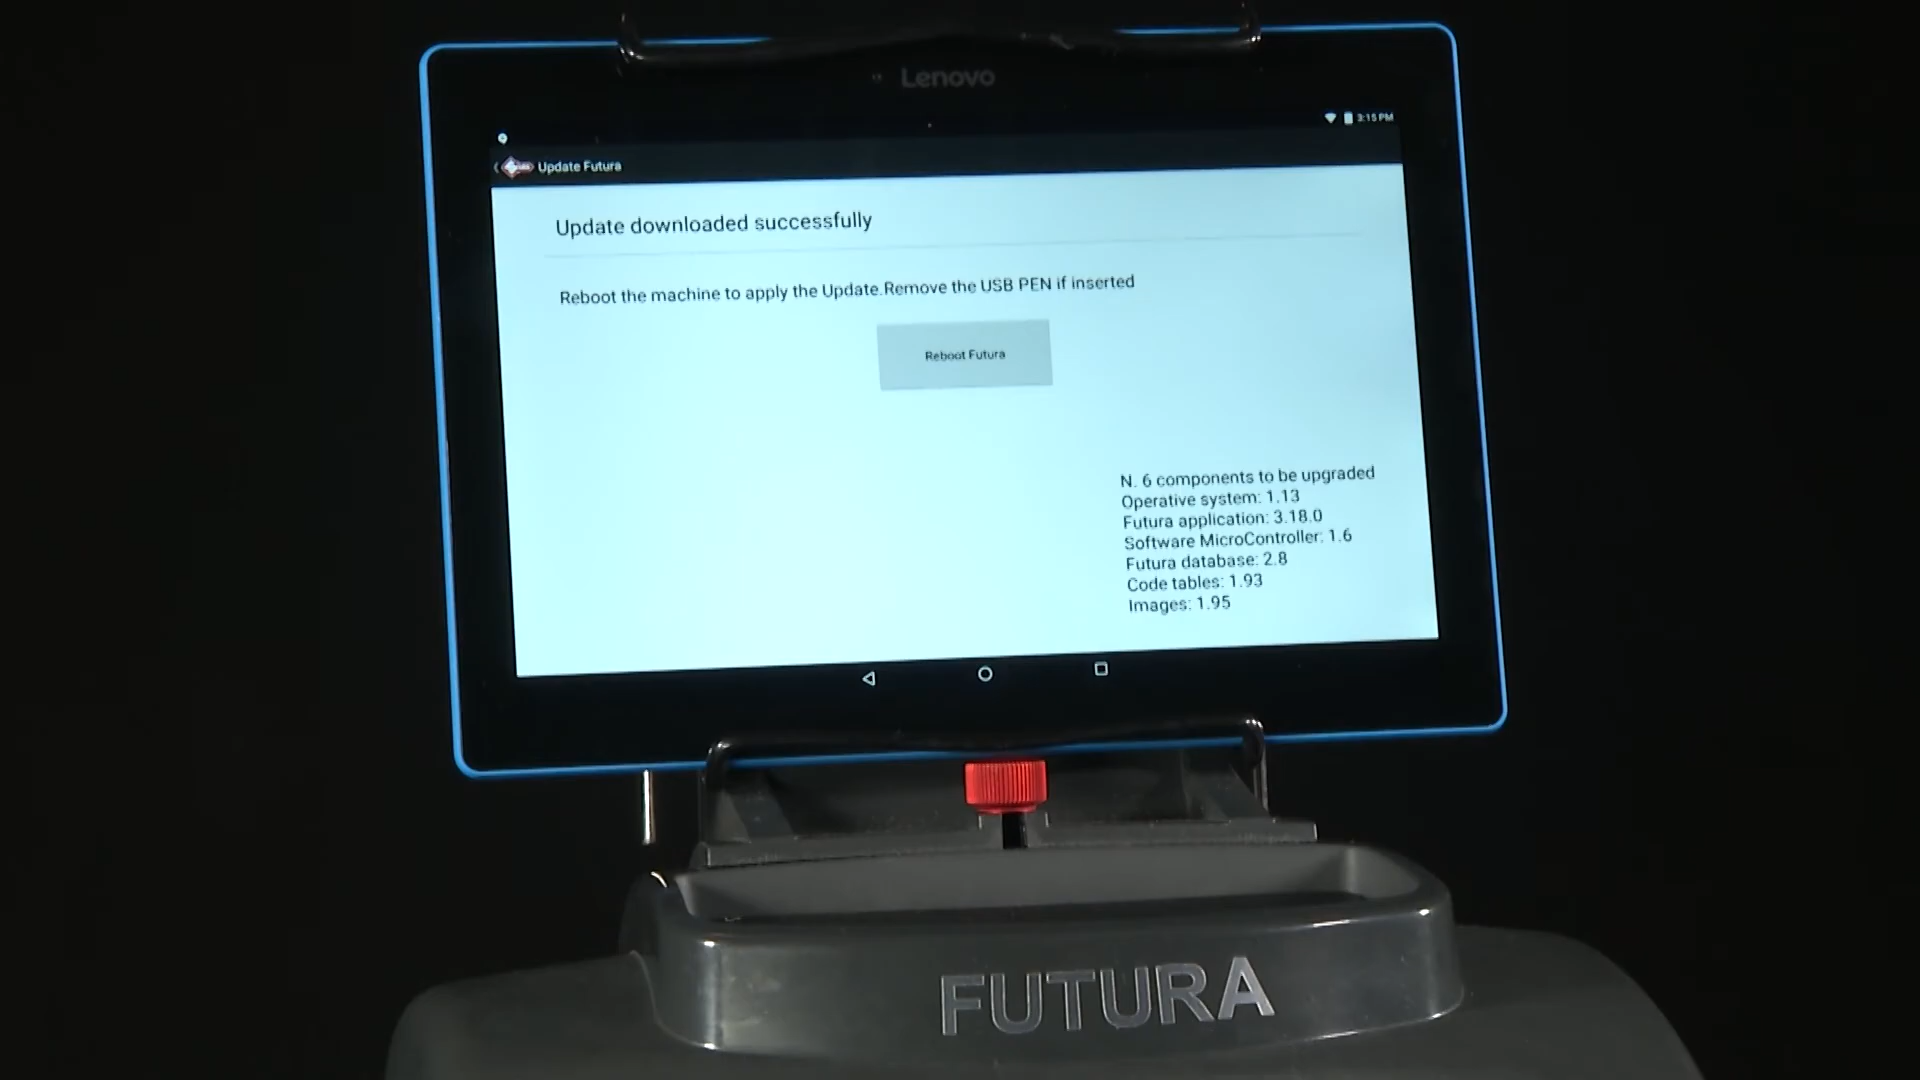 Lenovo
3:15 PM
Update Futura
Update downloaded successfully
Reboot the machine to apply the Update.Remove the USB PEN if inserted
Reboot Futura
N. 6 components to be upgraded
Operative system: 1.13
Futura application: 3.18.0
Software MicroController: 1.6
Futura database: 2.8
Code tables: 1.93
Images: 1.95
FUTURA